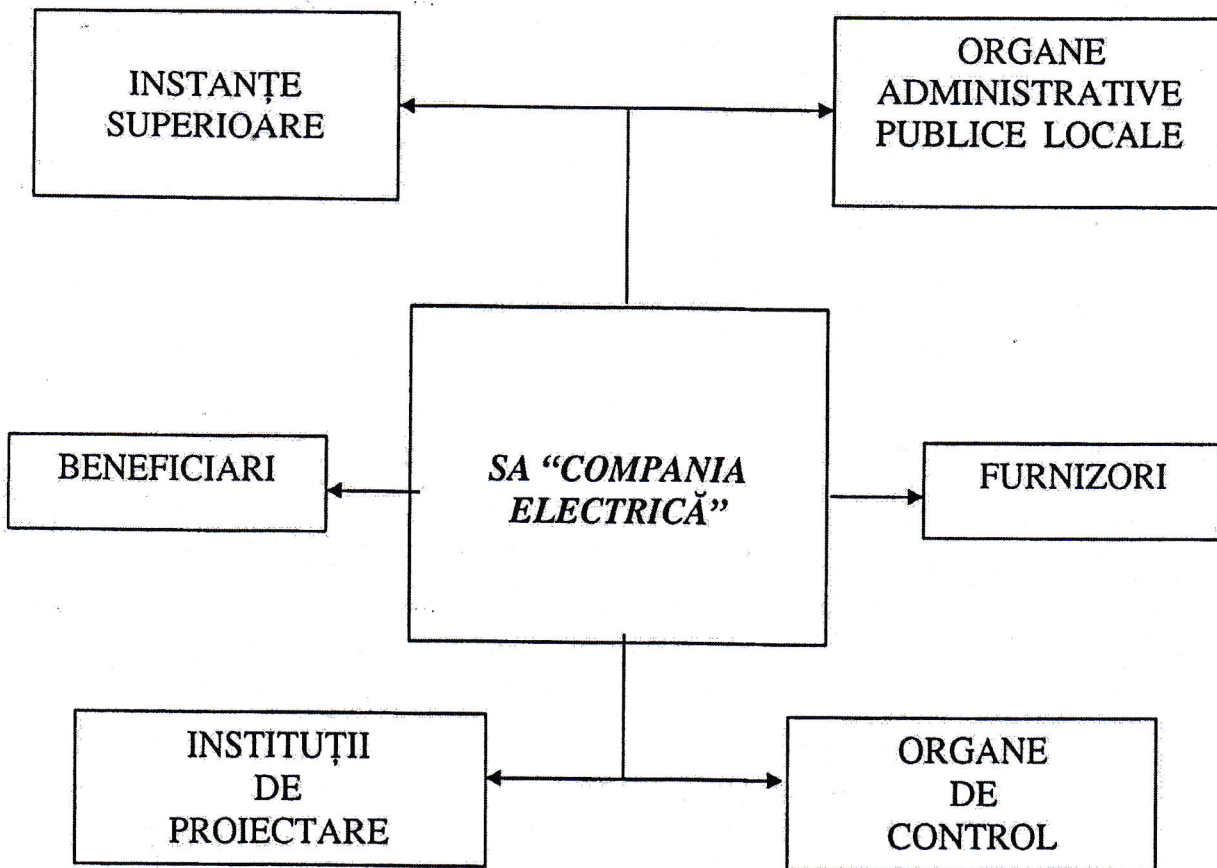 INSTANȚE
SUPERIOARE
ORGANE
ADMINISTRATIVE
PUBLICE LOCALE
BENEFICIARI
SA “COMPANIA
ELECTRICĂ”
FURNIZORI
INSTITUȚII
DE
PROIECTARE
ORGANE
DE
CONTROL